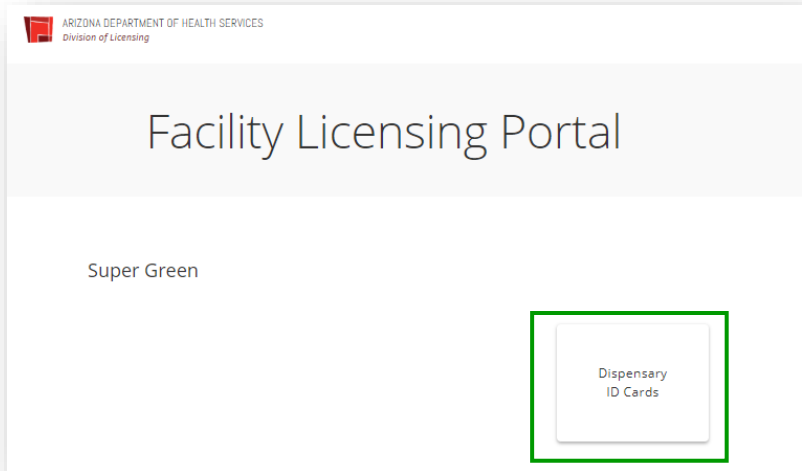 ARIZONA DEPARTMENT OF HEALTH SERVICES
Division of Licensing
Facility Licensing Portal
Super Green
Dispensary
ID Cards